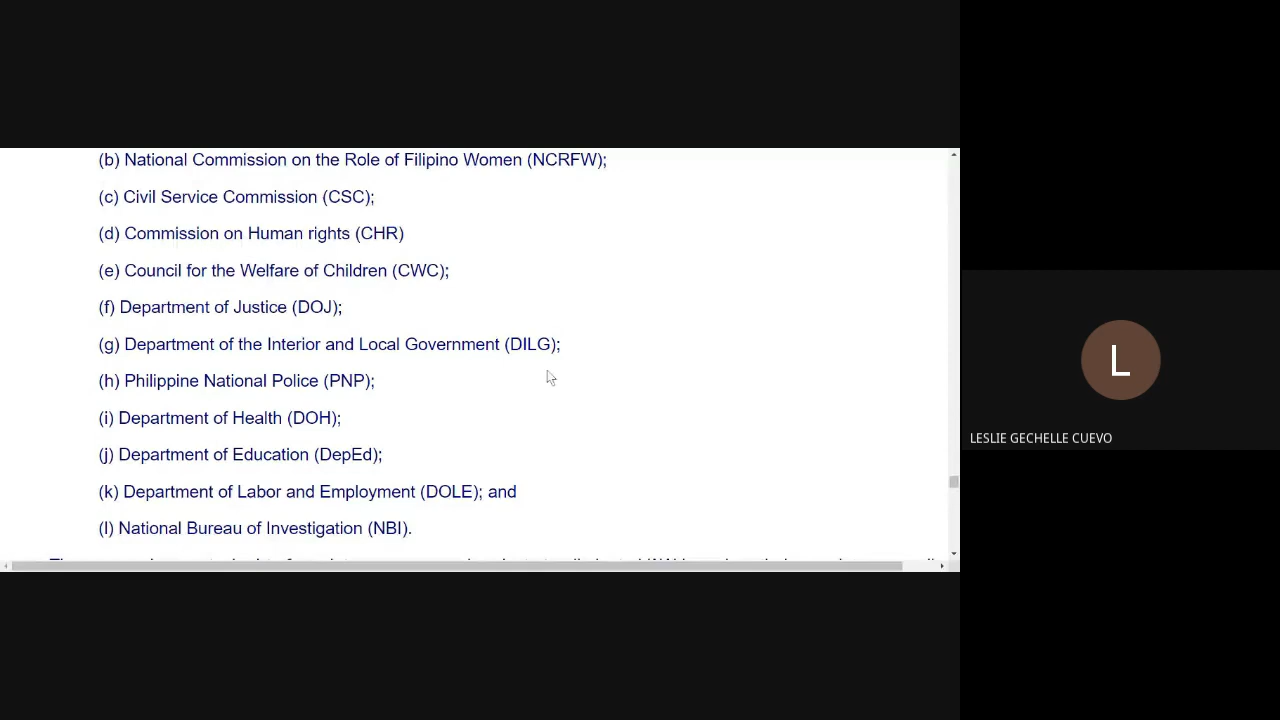 (b) National Commission on the Role of Filipino Women (NCRFW);
(c) Civil Service Commission (CSC);
(d) Commission on Human rights (CHR)
(e) Council for the Welfare of Children (CWC);
(f) Department of Justice (DOJ);
(g) Department of the Interior and Local Government (DILG);
(h) Philippine National Police (PNP);
(i) Department of Health (DOH);
(j) Department of Education (DepEd);
(k) Department of Labor and Employment (DOLE); and
(l) National Bureau of Investigation (NBI).
L
LESLIE GECHELLE CUEVO